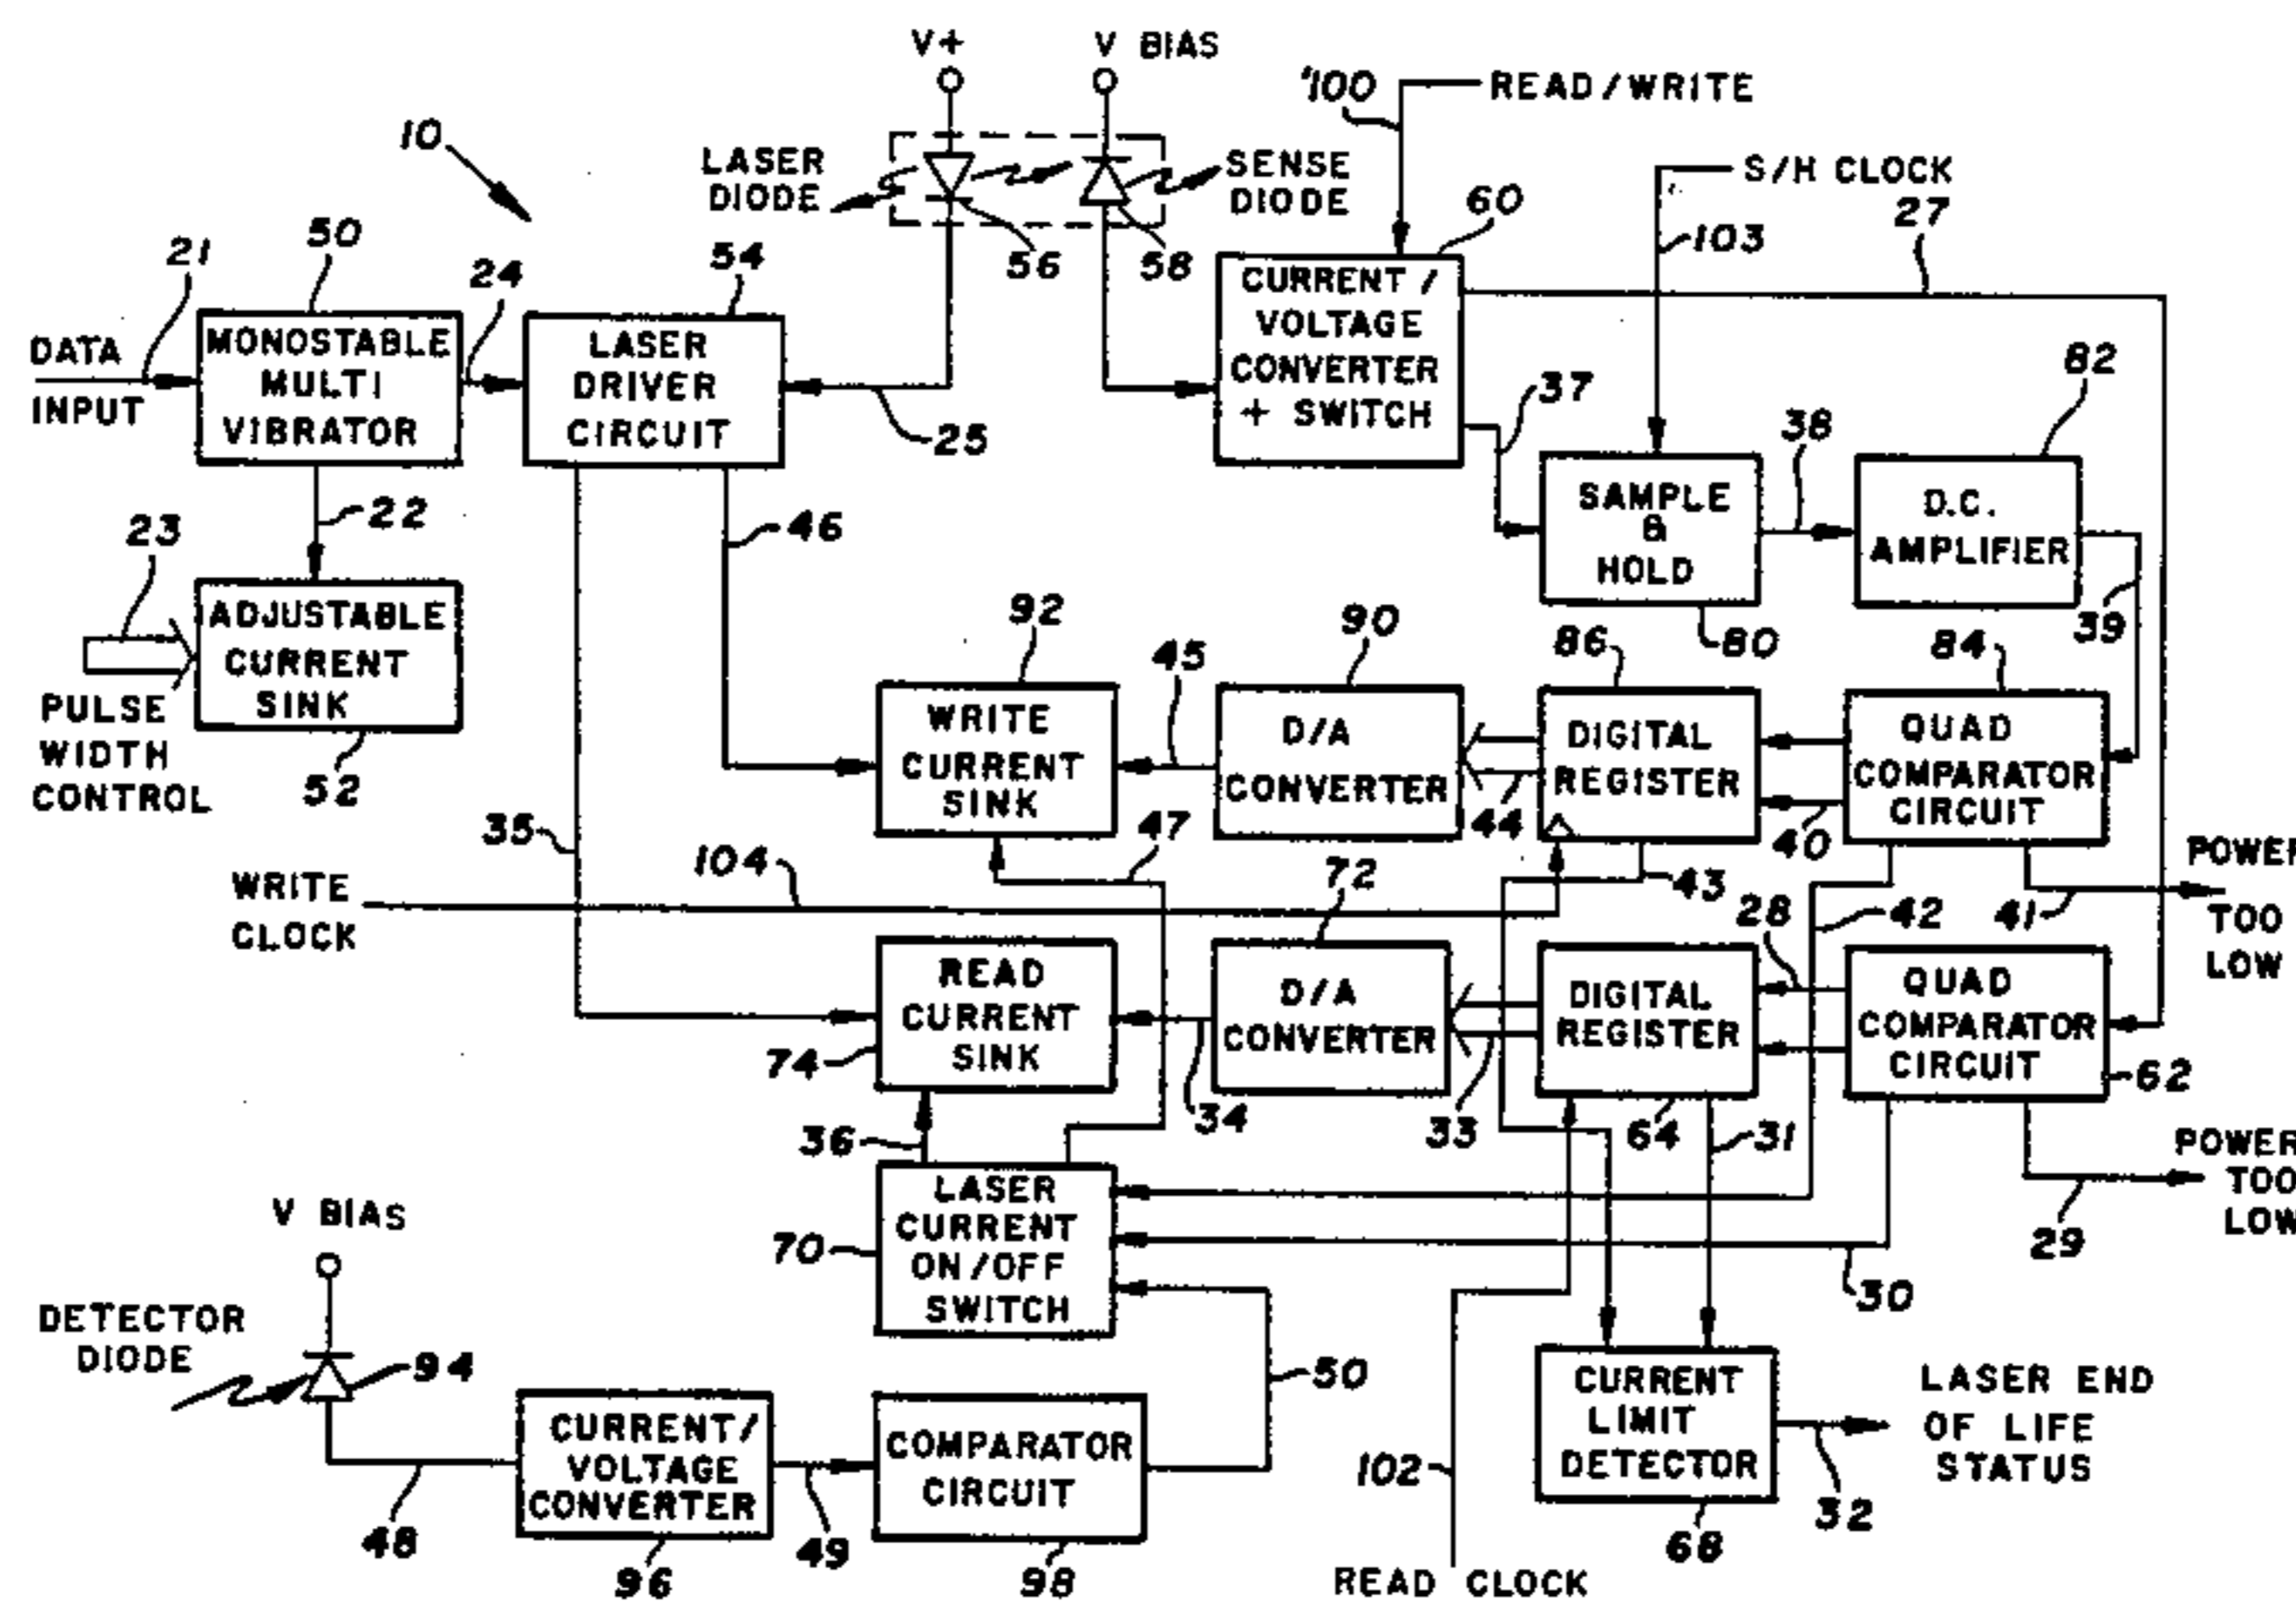 V+
V BIAS
100
READ/WRITE
10
LASER
DIODE
SENSE
DIODE
S/H CLOCK
60
27
103
21
50
24
54
56
58
CURRENT/
VOLTAGE
CONVERTER
+ SWITCH
DATA
INPUT
MONOSTABLE
MULTI
VIBRATOR
LASER
DRIVER
CIRCUIT
25
37
38
82
22
46
SAMPLE
&
HOLD
D.C.
AMPLIFIER
23
ADJUSTABLE
CURRENT
SINK
92
90
86
80
84
39
45
PULSE
WIDTH
CONTROL
52
WRITE
CURRENT
SINK
D/A
CONVERTER
DIGITAL
REGISTER
QUAD
COMPARATOR
CIRCUIT
35
47
44
40
104
72
43
POWER
TOO
LOW
WRITE
CLOCK
28
42
41
READ
CURRENT
SINK
D/A
CONVERTER
DIGITAL
REGISTER
QUAD
COMPARATOR
CIRCUIT
74
62
36
34
33
64
31
POWER
TOO
LOW
V BIAS
70
LASER
CURRENT
ON/OFF
SWITCH
29
30
DETECTOR
DIODE
94
50
CURRENT/
VOLTAGE
CONVERTER
COMPARATOR
CIRCUIT
102
CURRENT
LIMIT
DETECTOR
LASER END
OF LIFE
STATUS
48
96
49
98
68
32
READ CLOCK